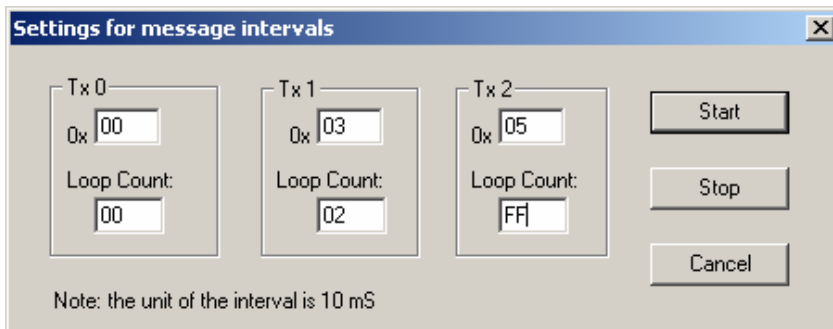 Settings for message intervals
Tx 0 Tx 1 Tx 2
0x 00 0x 03 0x 05 Start
Loop Count: Loop Count: Loop Count: Stop
00 02 FF
Cancel
Note: the unit of the interval is 10 mS